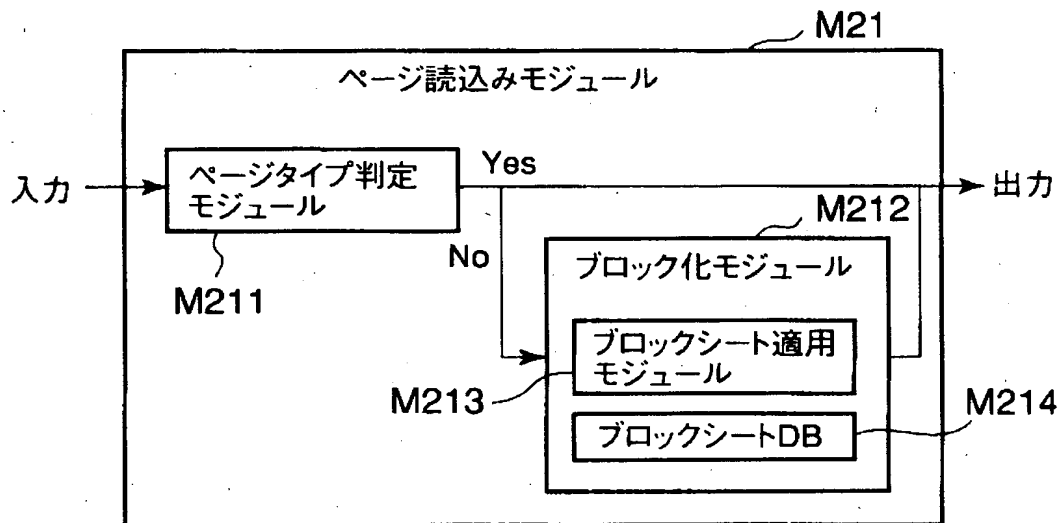 M21
ページ読込みモジュール
入力
ページタイプ判定
モジュール
Yes
出力
No
M212
M211
ブロック化モジュール
ブロックシート適用
モジュール
M213
M214
ブロックシートDB